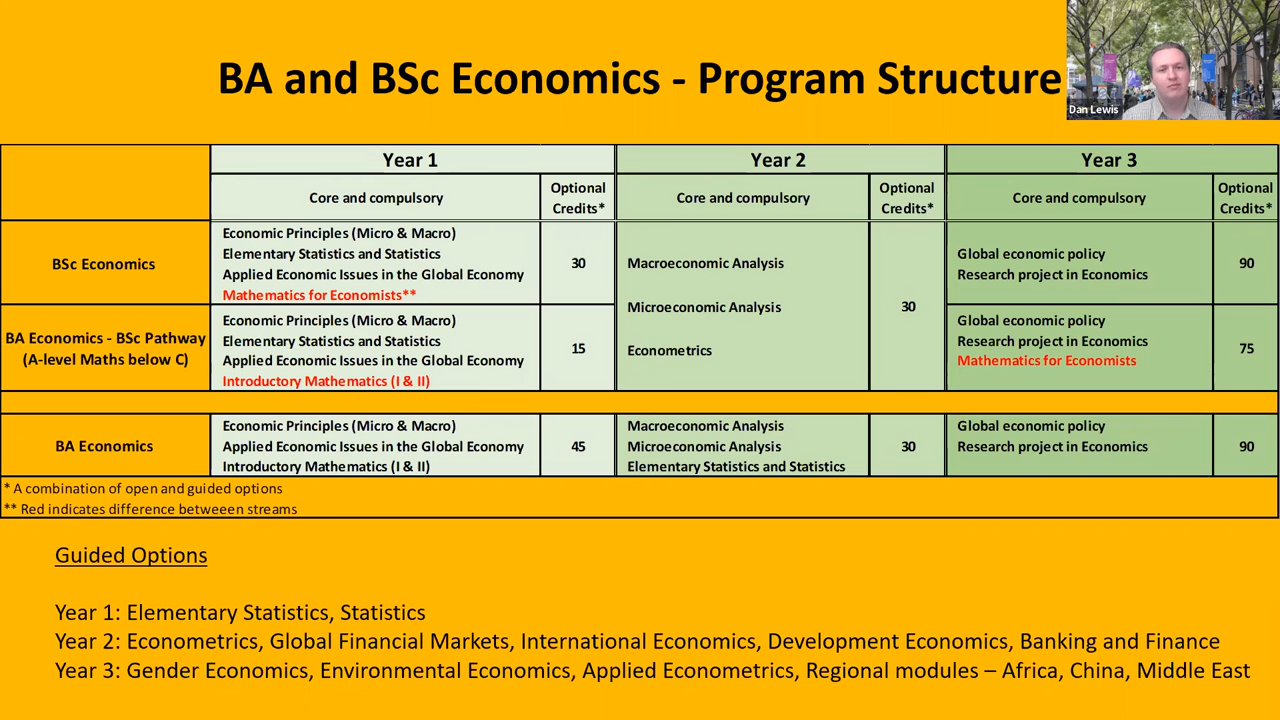 BA and BSc Economics - Program Structure
Dan Lewis
Year 1
Year 2
Year 3
Core and compulsory
Optional
Credits*
Core and compulsory
Optional
Credits*
Core and compulsory
Optional
Credits*
BSc Economics
Economic Principles (Micro & Macro)
Elementary Statistics and Statistics
Applied Economic Issues in the Global Economy
Mathematics for Economists**
30
Macroeconomic Analysis
Microeconomic Analysis
Econometrics
30
Global economic policy
Research project in Economics
90
BA Economics - BSc Pathway
(A-level Maths below C)
Economic Principles (Micro & Macro)
Elementary Statistics and Statistics
Applied Economic Issues in the Global Economy
Introductory Mathematics (I & II)
15
Global economic policy
Research project in Economics
Mathematics for Economists
75
BA Economics
Economic Principles (Micro & Macro)
Applied Economic Issues in the Global Economy
Introductory Mathematics (I & II)
45
Macroeconomic Analysis
Microeconomic Analysis
Elementary Statistics and Statistics
30
Global economic policy
Research project in Economics
90
* A combination of open and guided options
** Red indicates difference betweeen streams
Guided Options
Year 1: Elementary Statistics, Statistics
Year 2: Econometrics, Global Financial Markets, International Economics, Development Economics, Banking and Finance
Year 3: Gender Economics, Environmental Economics, Applied Econometrics, Regional modules – Africa, China, Middle East